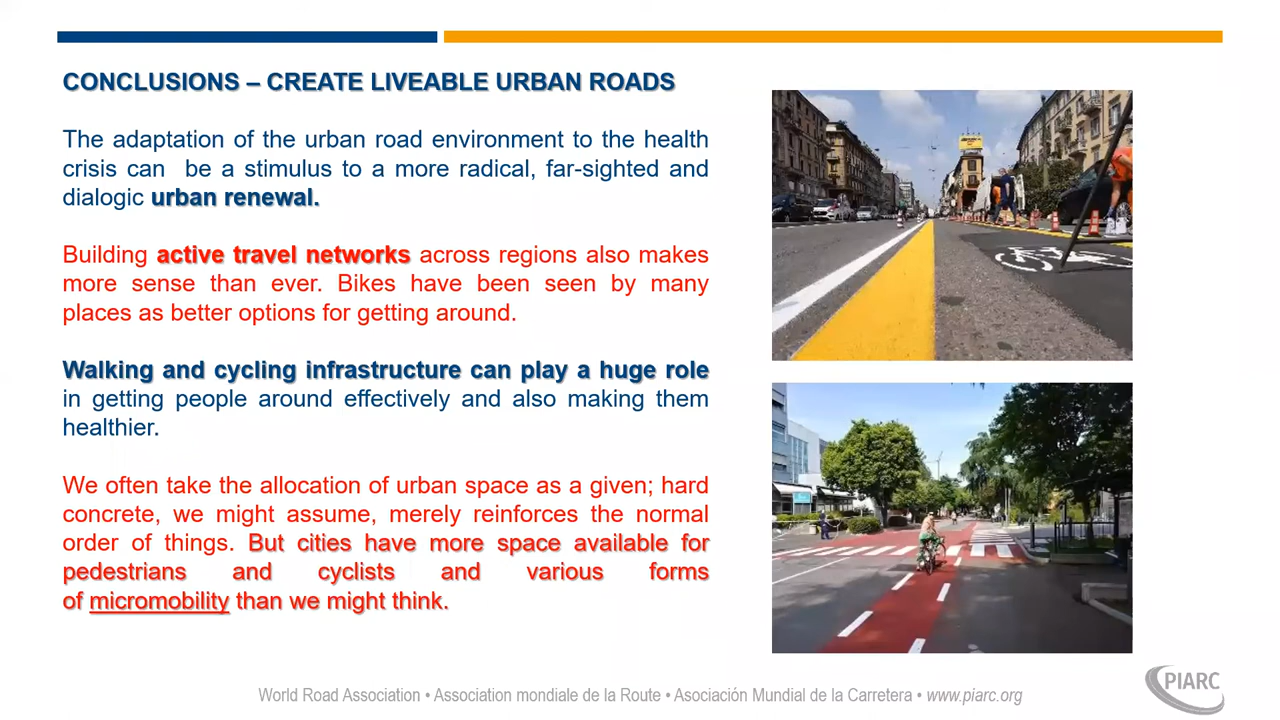 CONCLUSIONS – CREATE LIVEABLE URBAN ROADS
The adaptation of the urban road environment to the health
crisis can be a stimulus to a more radical, far-sighted and
dialogic urban renewal.
Building active travel networks across regions also makes
more sense than ever. Bikes have been seen by many
places as better options for getting around.
Walking and cycling infrastructure can play a huge role
in getting people around effectively and also making them
healthier.
We often take the allocation of urban space as a given; hard
concrete, we might assume, merely reinforces the normal
order of things. But cities have more space available for
pedestrians and cyclists and various forms
of micromobility than we might think.
World Road Association • Association mondiale de la Route • Asociación Mundial de la Carretera • www.piarc.org
PIARC